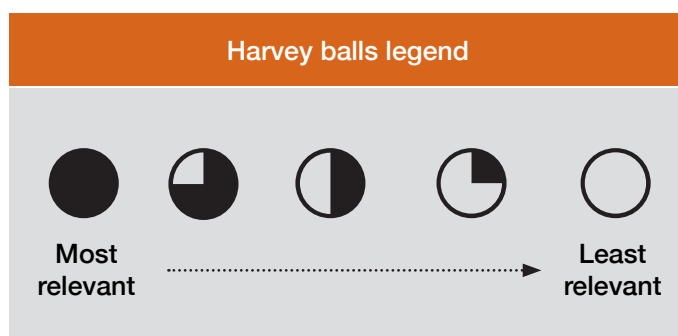 Harvey balls legend
Most
relevant
Least
relevant